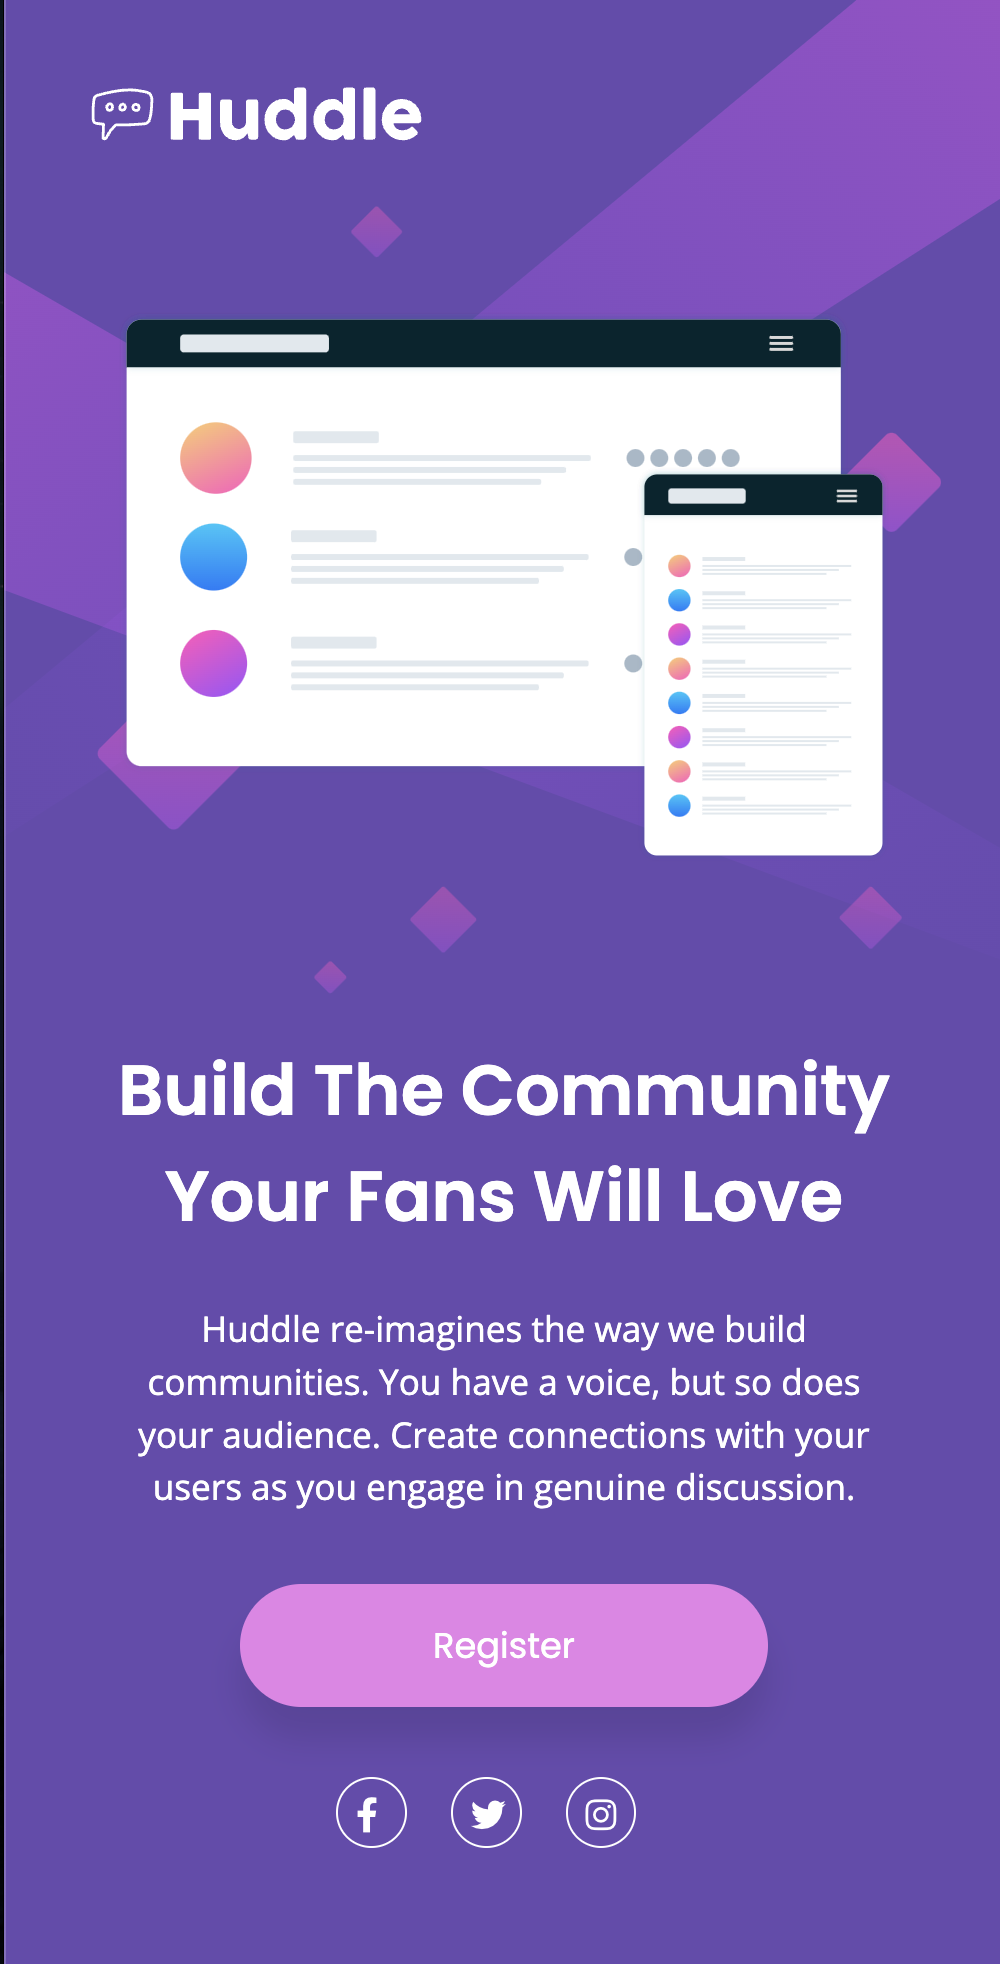 Huddle
Build The Community
Your Fans Will Love
Huddle re-imagines the way we build
communities. You have a voice, but so does
your audience. Create connections with your
users as you engage in genuine discussion.
Register